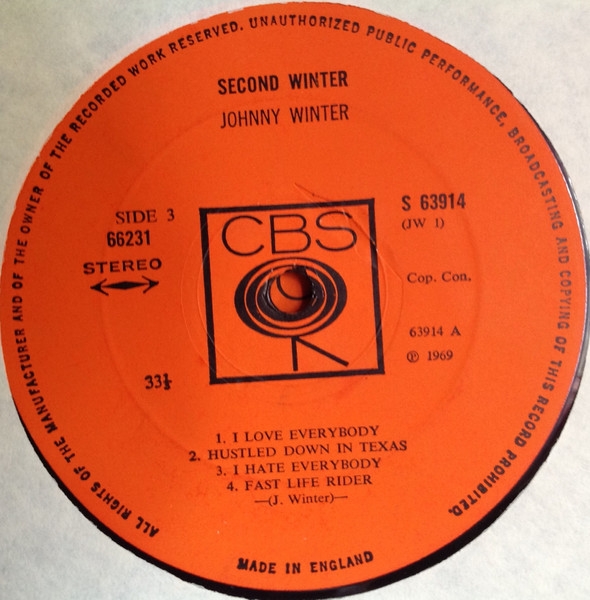 ALL RIGHTS OF THE MANUFACTURER AND OF THE OWNER OF THE RECORDED WORK RESERVED. UNAUTHORIZED PUBLIC PERFORMANCE, BROADCASTING AND COPYING OF THIS RECORD PROHIBITED.
SECOND WINTER
JOHNNY WINTER
SIDE 3
66231
STEREO
33⅓
CBS
S 63914
(JW 1)
Cop. Con.
63914 A
℗ 1969
1. I LOVE EVERYBODY
2. HUSTLED DOWN IN TEXAS
3. I HATE EVERYBODY
4. FAST LIFE RIDER
—(J. Winter)—
MADE IN ENGLAND